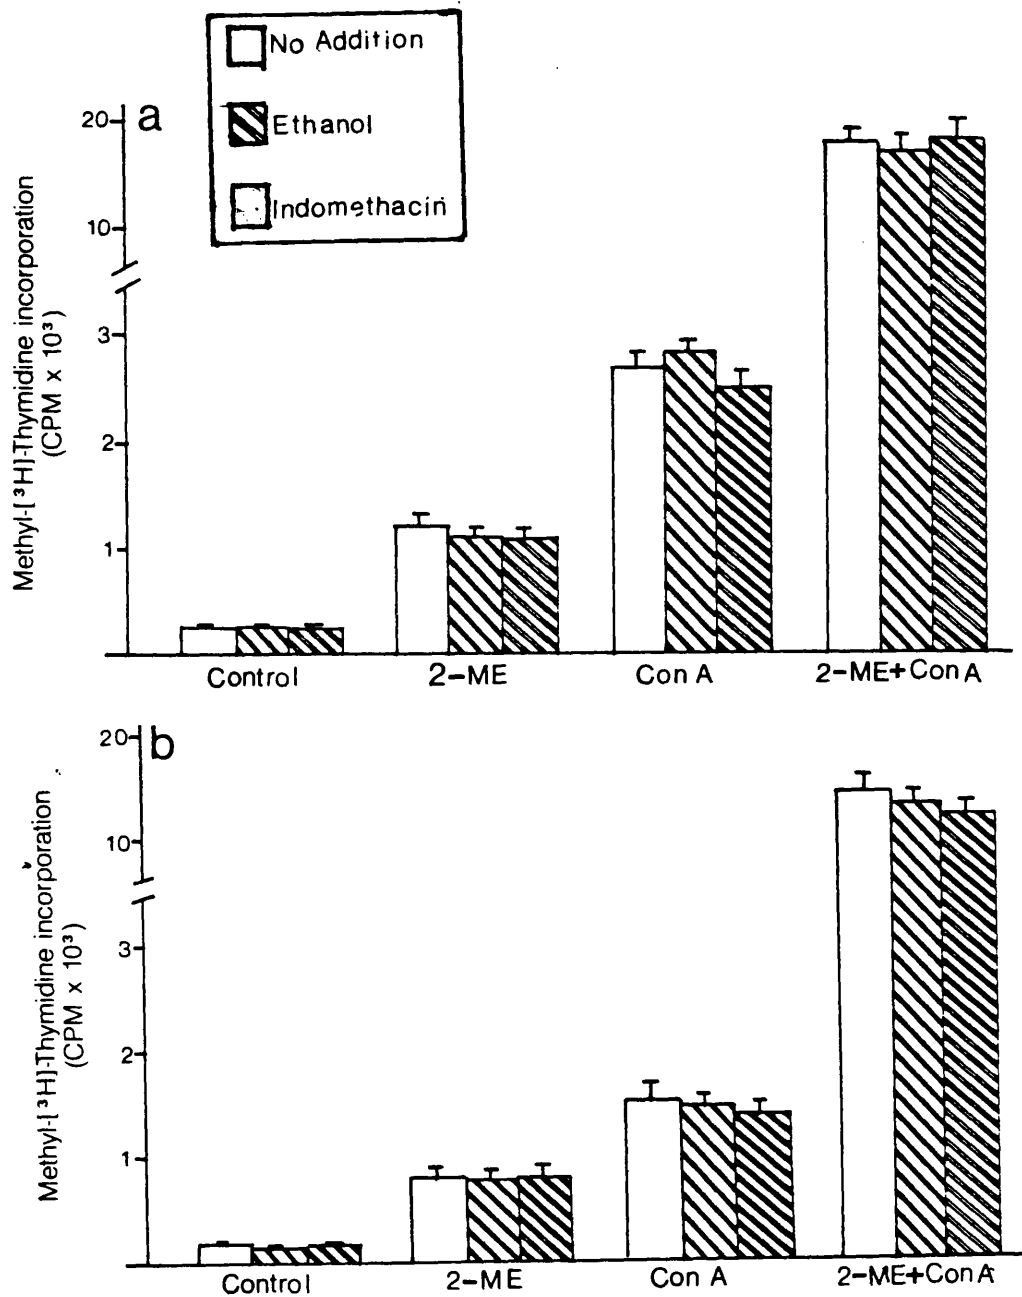 No Addition
Ethanol
Indomethacin
a
20
10
3
2
1
Methyl-[³H]-Thymidine incorporation
(CPM x 10³)
Control
2-ME
Con A
2-ME+Con A
b
20
10
3
2
1
Methyl-[³H]-Thymidine incorporation
(CPM x 10³)
Control
2-ME
Con A
2-ME+Con A